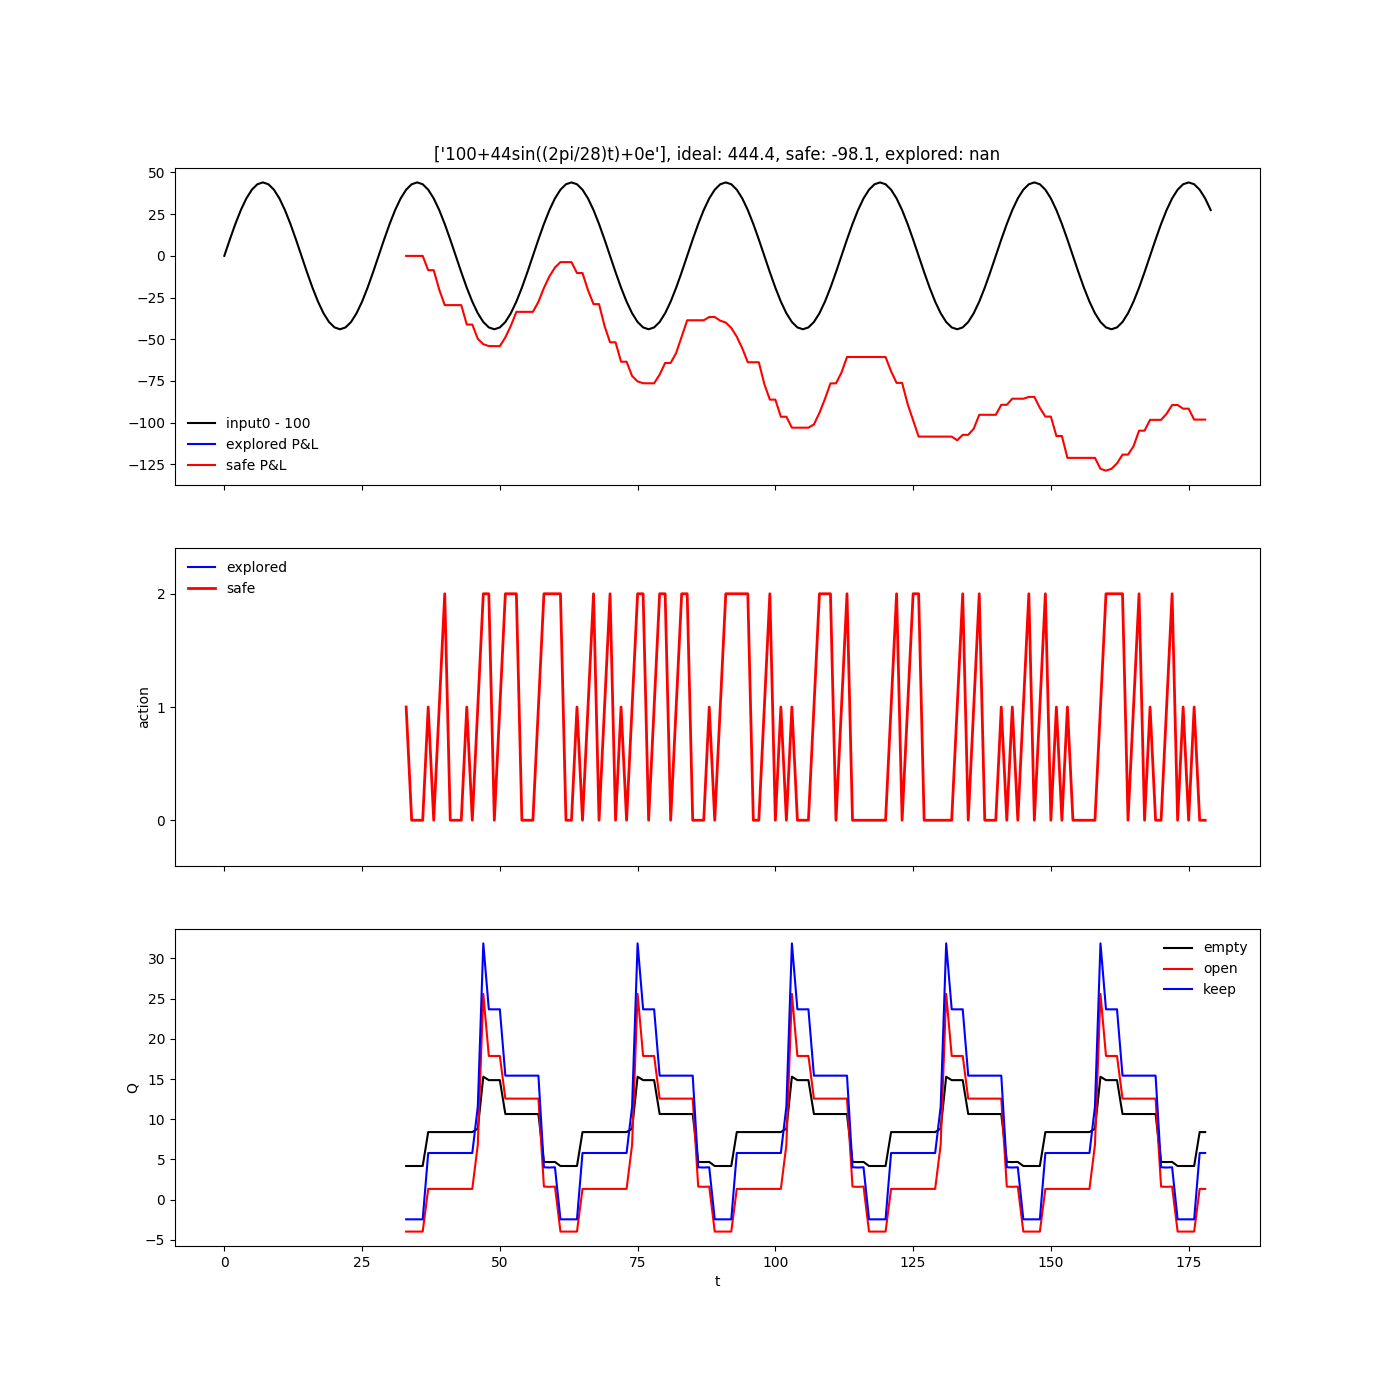 ['100+44sin((2pi/28)t)+0e'], ideal: 444.4, safe: -98.1, explored: nan
50
25
0
−25
−50
−75
−100
−125
input0 - 100
explored P&L
safe P&L
explored
safe
2
1
0
action
empty
open
keep
30
25
20
15
10
5
0
−5
Q
0 25 50 75 100 125 150 175
t